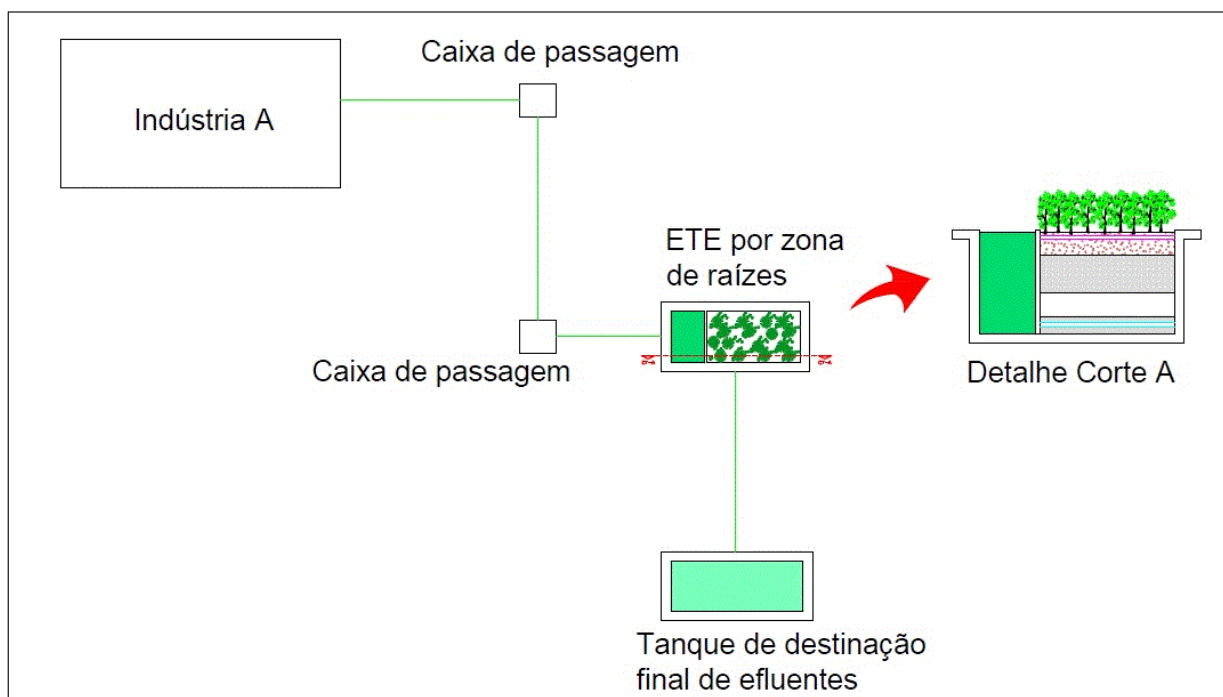 Caixa de passagem
Indústria A
ETE por zona
de raízes
Caixa de passagem
Detalhe Corte A
Tanque de destinação
final de efluentes